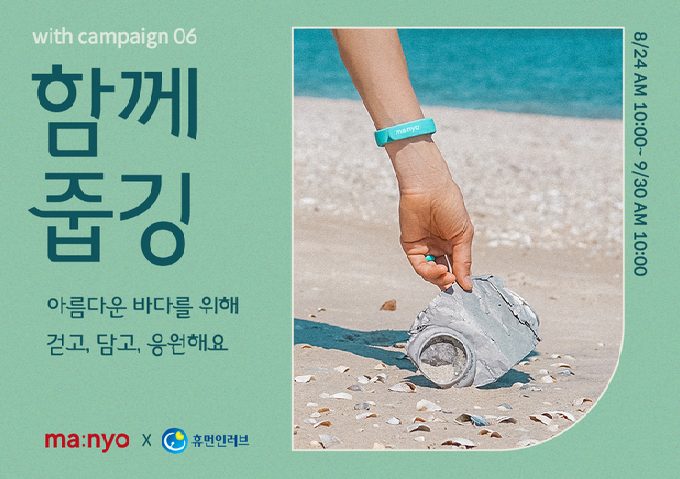 with campaign 06
함께
줍깅
아름다운 바다를 위해
걷고, 담고, 응원해요
ma:nyo X 휴먼인러브
ma:nyo
8/24 AM 10:00~ 9/30 AM 10:00